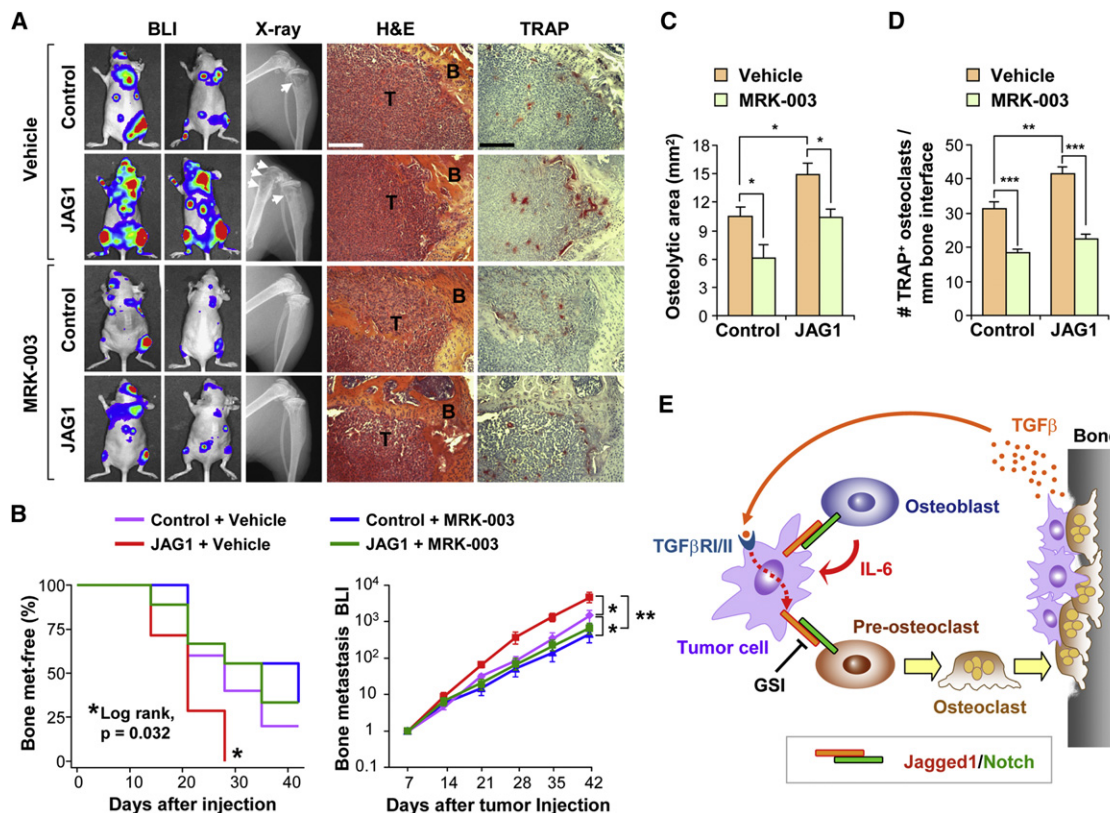 A
BLI
X-ray
H&E
TRAP
Vehicle
Control
JAG1
MRK-003
Control
JAG1
T
B
T
B
T
B
T
B
B
Control + Vehicle
JAG1 + Vehicle
Control + MRK-003
JAG1 + MRK-003
Bone met-free (%)
100
75
50
25
0
*Log rank,
p = 0.032
*
0 10 20 30 40
Days after injection
Bone metastasis BLI
10⁴
10³
10²
10
1
0.1
*
*
**
7 14 21 28 35 42
Days after tumor Injection
C
Vehicle
MRK-003
Osteolytic area (mm²)
18
15
12
9
6
3
0
*
*
*
Control JAG1
D
Vehicle
MRK-003
# TRAP⁺ osteoclasts /
mm bone interface
50
40
30
20
10
0
**
***
***
Control JAG1
E
TGFβ
Bone
Osteoblast
TGFβRI/II
IL-6
Tumor cell
Pre-osteoclast
GSI
Osteoclast
Jagged1/Notch